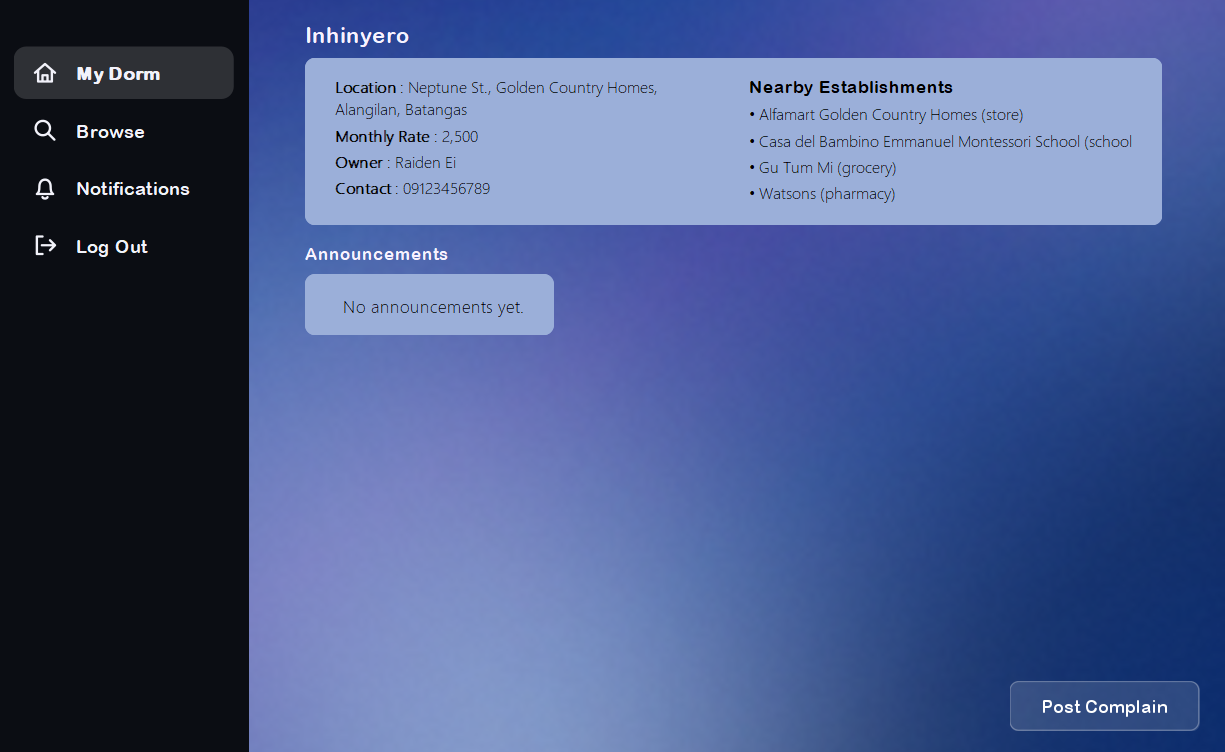 My Dorm
Browse
Notifications
Log Out
Inhinyero
Location : Neptune St., Golden Country Homes,
Alangilan, Batangas
Monthly Rate : 2,500
Owner : Raiden Ei
Contact : 09123456789
Nearby Establishments
• Alfamart Golden Country Homes (store)
• Casa del Bambino Emmanuel Montessori School (school
• Gu Tum Mi (grocery)
• Watsons (pharmacy)
Announcements
No announcements yet.
Post Complain